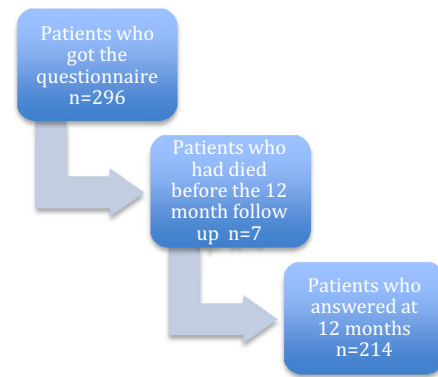 Patients who
got the
questionnaire
n=296
Patients who
had died
before the 12
month follow
up n=7
Patients who
answered at
12 months
n=214